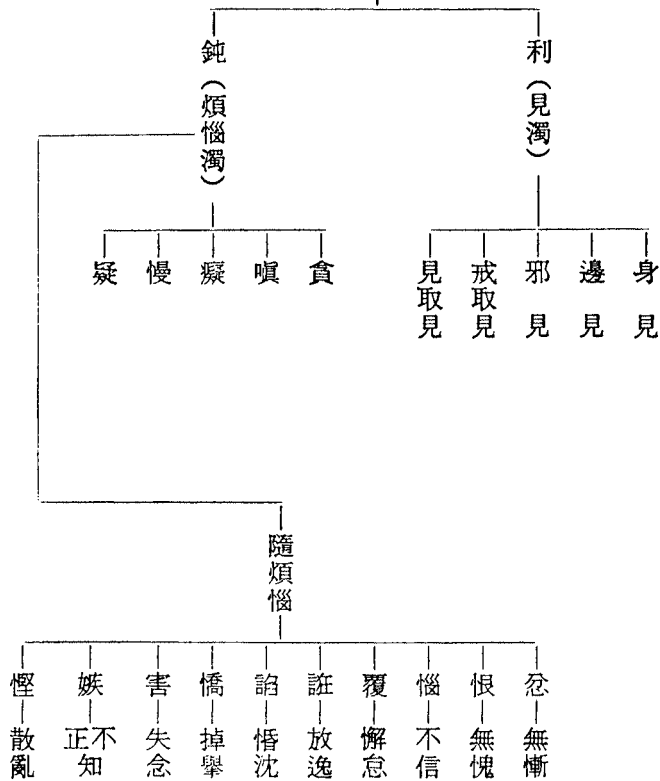 利(見濁)
鈍(煩惱濁)
身見
邊見
邪見
戒取見
見取見
貪
嗔
癡
慢
疑
隨煩惱
忿
恨
惱
覆
誑
諂
憍
害
嫉
慳
無慚
無愧
不信
懈怠
放逸
惛沈
掉舉
失念
不正知
散亂